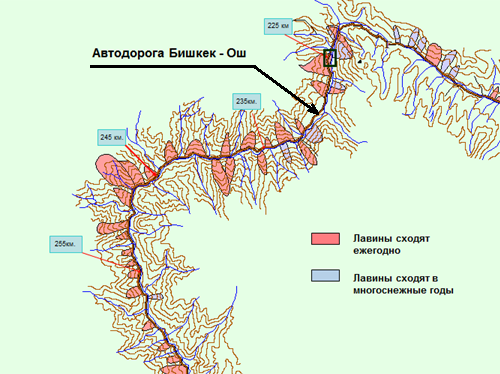 225 км
Автодорога Бишкек - Ош
235км.
245 км.
255км.
Лавины сходят
ежегодно
Лавины сходят в
многоснежные годы